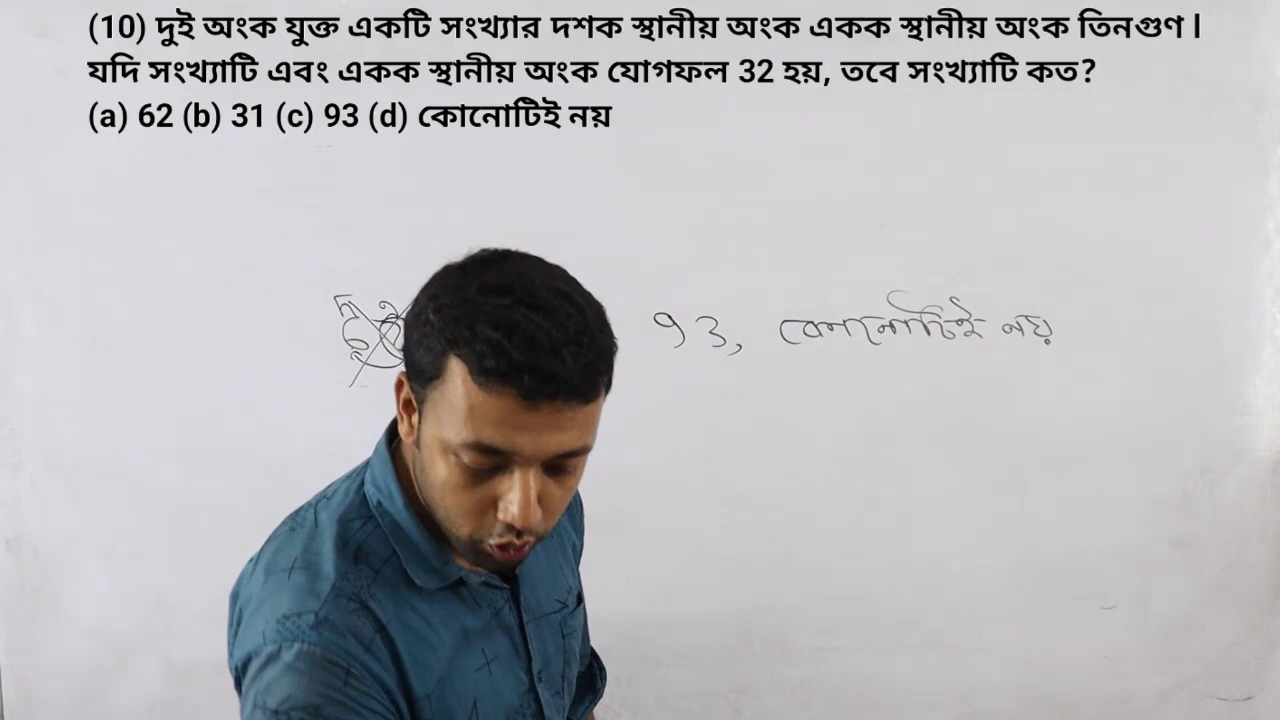 (10) দুই অংক যুক্ত একটি সংখ্যার দশক স্থানীয় অংক একক স্থানীয় অংক তিনগুণ।
যদি সংখ্যাটি এবং একক স্থানীয় অংক যোগফল 32 হয়, তবে সংখ্যাটি কত?
(a) 62 (b) 31 (c) 93 (d) কোনোটিই নয়
93, কোনোটিই নয়